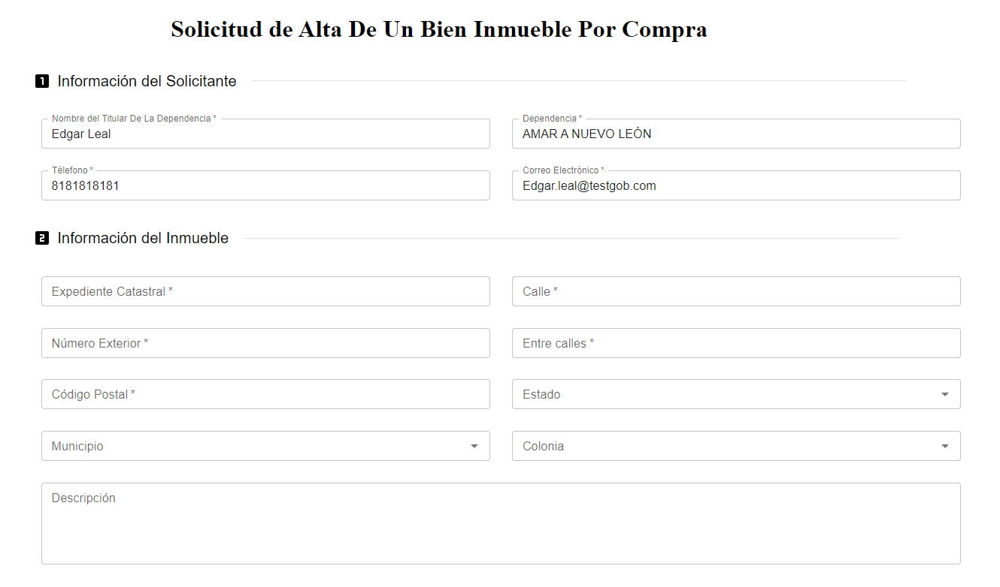 Solicitud de Alta De Un Bien Inmueble Por Compra
1 Información del Solicitante
Nombre del Titular De La Dependencia *
Edgar Leal
Dependencia *
AMAR A NUEVO LEÓN
Télefono *
8181818181
Correo Electrónico *
Edgar.leal@testgob.com
2 Información del Inmueble
Expediente Catastral *
Calle *
Número Exterior *
Entre calles *
Código Postal *
Estado
Municipio
Colonia
Descripción